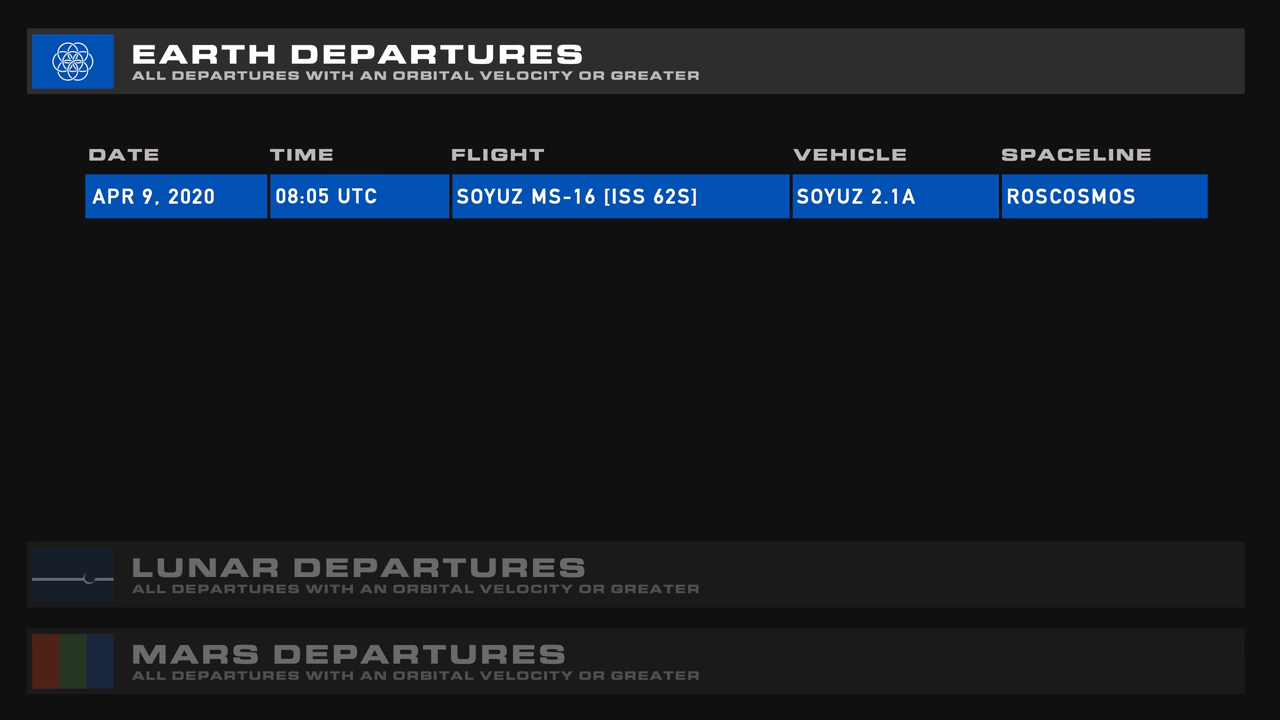 EARTH DEPARTURES
ALL DEPARTURES WITH AN ORBITAL VELOCITY OR GREATER
DATE TIME FLIGHT VEHICLE SPACELINE
APR 9, 2020 08:05 UTC SOYUZ MS-16 [ISS 62S] SOYUZ 2.1A ROSCOSMOS
LUNAR DEPARTURES
ALL DEPARTURES WITH AN ORBITAL VELOCITY OR GREATER
MARS DEPARTURES
ALL DEPARTURES WITH AN ORBITAL VELOCITY OR GREATER